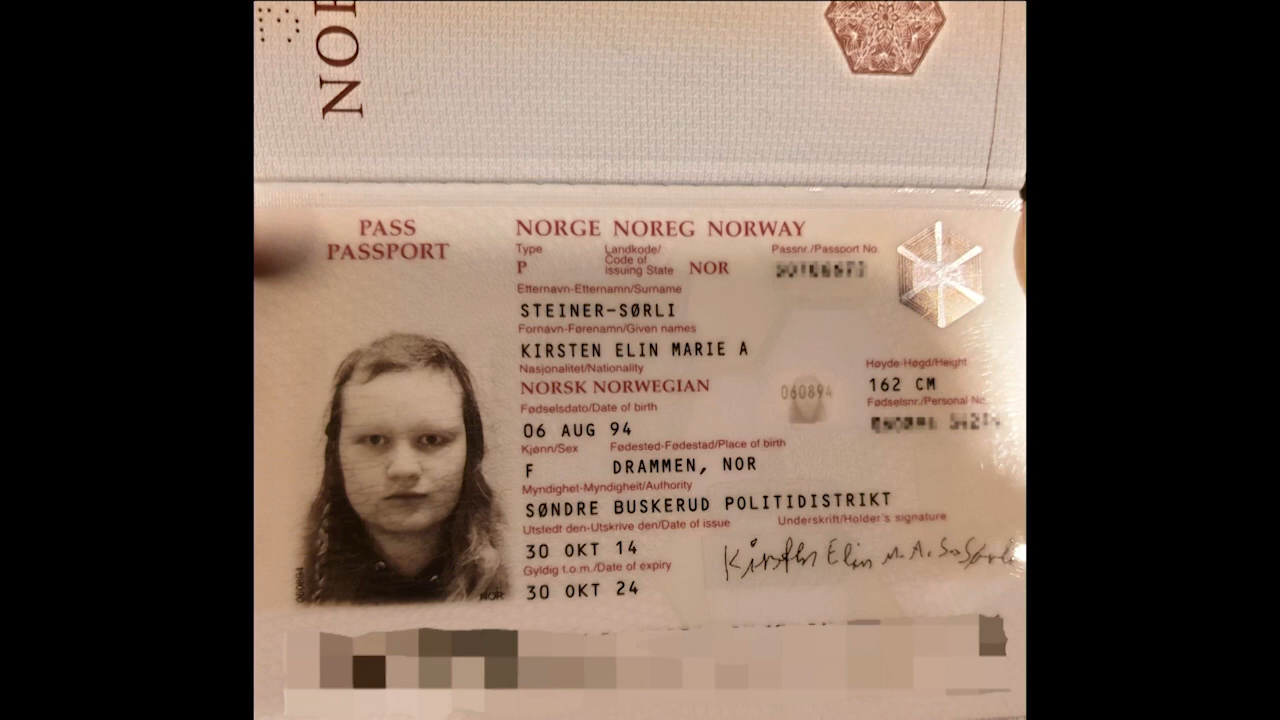 NOR
PASS
PASSPORT
NORGE NOREG NORWAY
Type
Landkode/
Code of
Issuing State
Passnr./Passport No.
P
NOR
Etternavn-Etternamn/Surname
STEINER-SØRLI
Fornavn-Førenamn/Given names
KIRSTEN ELIN MARIE A
Nasjonalitet/Nationality
Høyde-Høgd/Height
NORSK NORWEGIAN
060894
162 CM
Fødselsdato/Date of birth
Fødselsnr./Personal No.
06 AUG 94
Kjønn/Sex
Fødested-Fødestad/Place of birth
F
DRAMMEN, NOR
Myndighet-Myndigheit/Authority
SØNDRE BUSKERUD POLITIDISTRIKT
Utstedt den-Utskrive den/Date of issue
Underskrift/Holder's signature
30 OKT 14
Kirsten Elin M. A. S-Sørli
Gyldig t.o.m./Date of expiry
30 OKT 24
060894
NOR